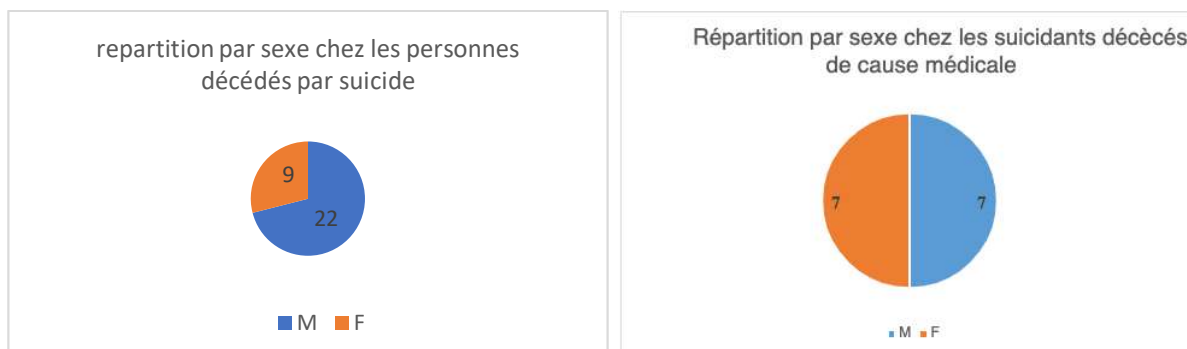 repartition par sexe chez les personnes
décédés par suicide
9
22
M F
Répartition par sexe chez les suicidants décècés
de cause médicale
7
7
M F